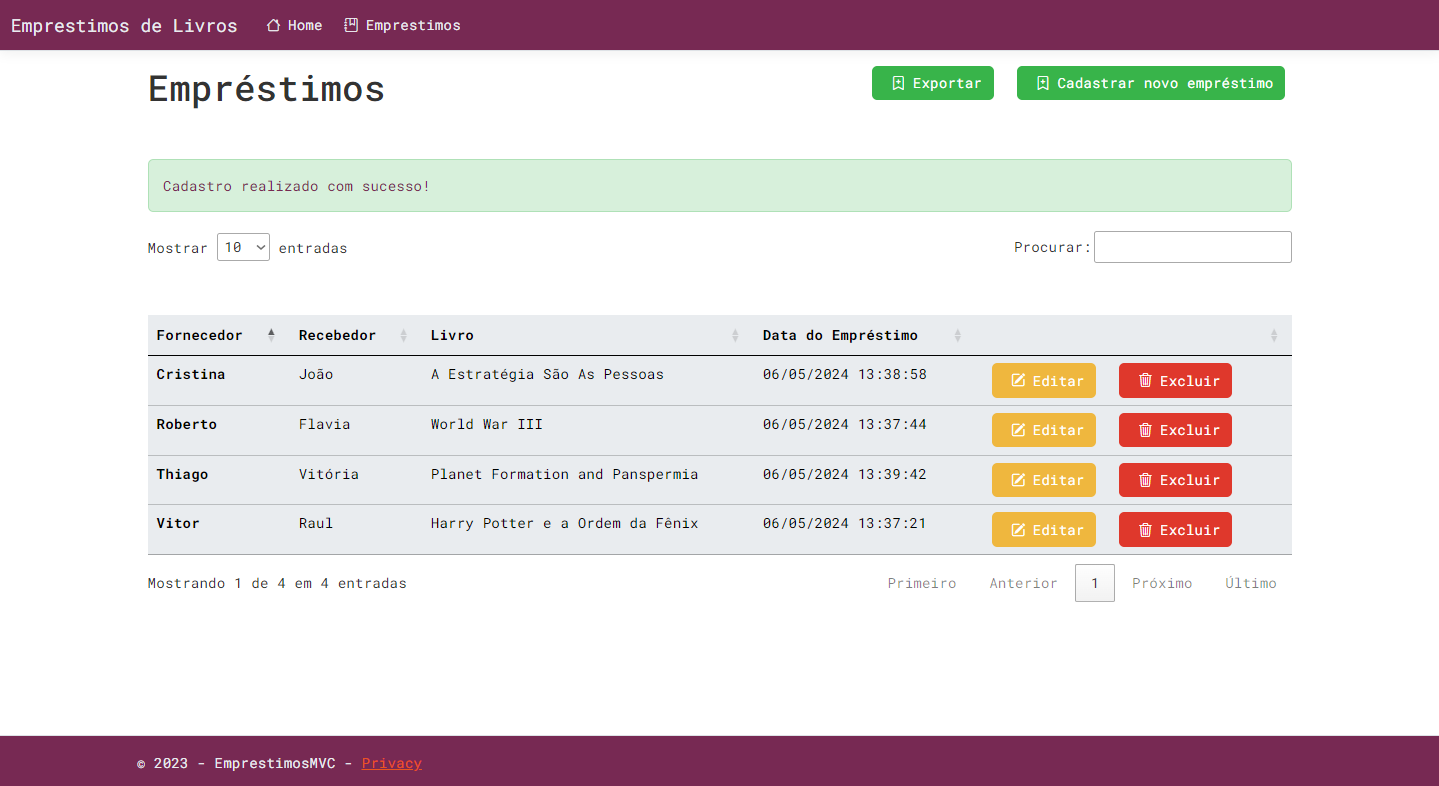 Emprestimos de Livros Home Emprestimos
Empréstimos Exportar Cadastrar novo empréstimo
Cadastro realizado com sucesso!
Mostrar 10 entradas Procurar:
Fornecedor Recebedor Livro Data do Empréstimo
Cristina João A Estratégia São As Pessoas 06/05/2024 13:38:58 Editar Excluir
Roberto Flavia World War III 06/05/2024 13:37:44 Editar Excluir
Thiago Vitória Planet Formation and Panspermia 06/05/2024 13:39:42 Editar Excluir
Vitor Raul Harry Potter e a Ordem da Fênix 06/05/2024 13:37:21 Editar Excluir
Mostrando 1 de 4 em 4 entradas Primeiro Anterior 1 Próximo Último
© 2023 - EmprestimosMVC - Privacy